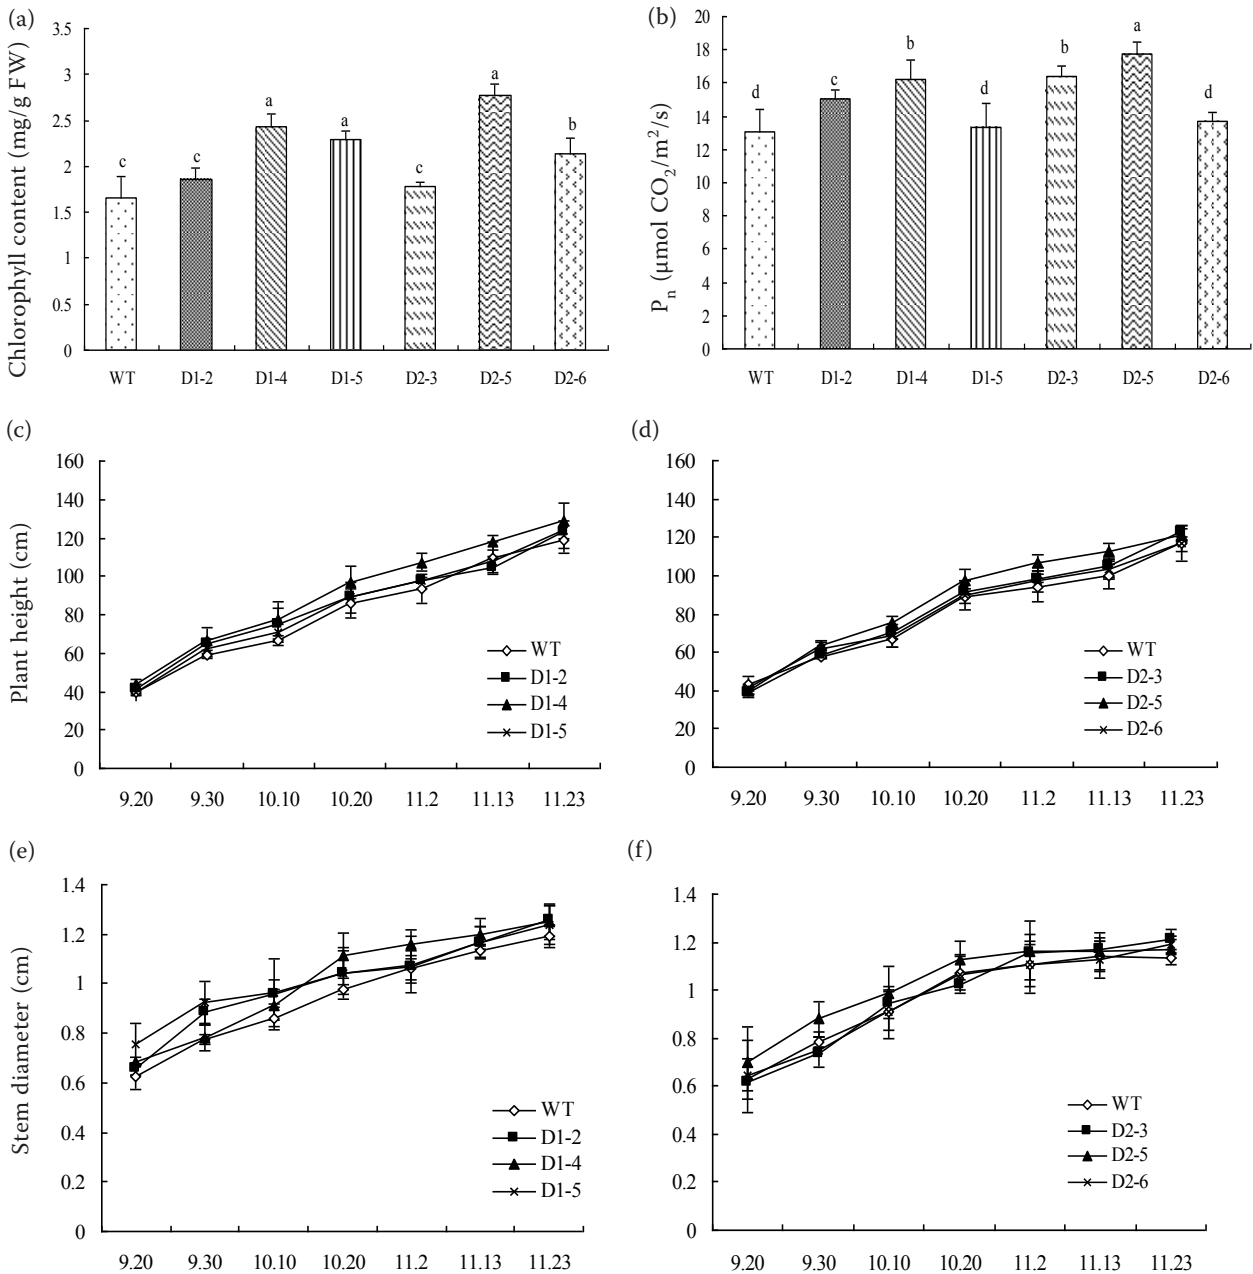 (a)
Chlorophyll content (mg/g FW)
3.5
3
2.5
2
1.5
1
0.5
0
c
c
a
a
c
a
b
WT D1-2 D1-4 D1-5 D2-3 D2-5 D2-6
(b)
Pn (µmol CO2/m2/s)
20
18
16
14
12
10
8
6
4
2
0
d
c
b
d
b
a
d
WT D1-2 D1-4 D1-5 D2-3 D2-5 D2-6
(c)
Plant height (cm)
160
140
120
100
80
60
40
20
0
WT
D1-2
D1-4
D1-5
9.20 9.30 10.10 10.20 11.2 11.13 11.23
(d)
160
140
120
100
80
60
40
20
0
WT
D2-3
D2-5
D2-6
9.20 9.30 10.10 10.20 11.2 11.13 11.23
(e)
Stem diameter (cm)
1.4
1.2
1
0.8
0.6
0.4
0.2
0
WT
D1-2
D1-4
D1-5
9.20 9.30 10.10 10.20 11.2 11.13 11.23
(f)
1.4
1.2
1
0.8
0.6
0.4
0.2
0
WT
D2-3
D2-5
D2-6
9.20 9.30 10.10 10.20 11.2 11.13 11.23